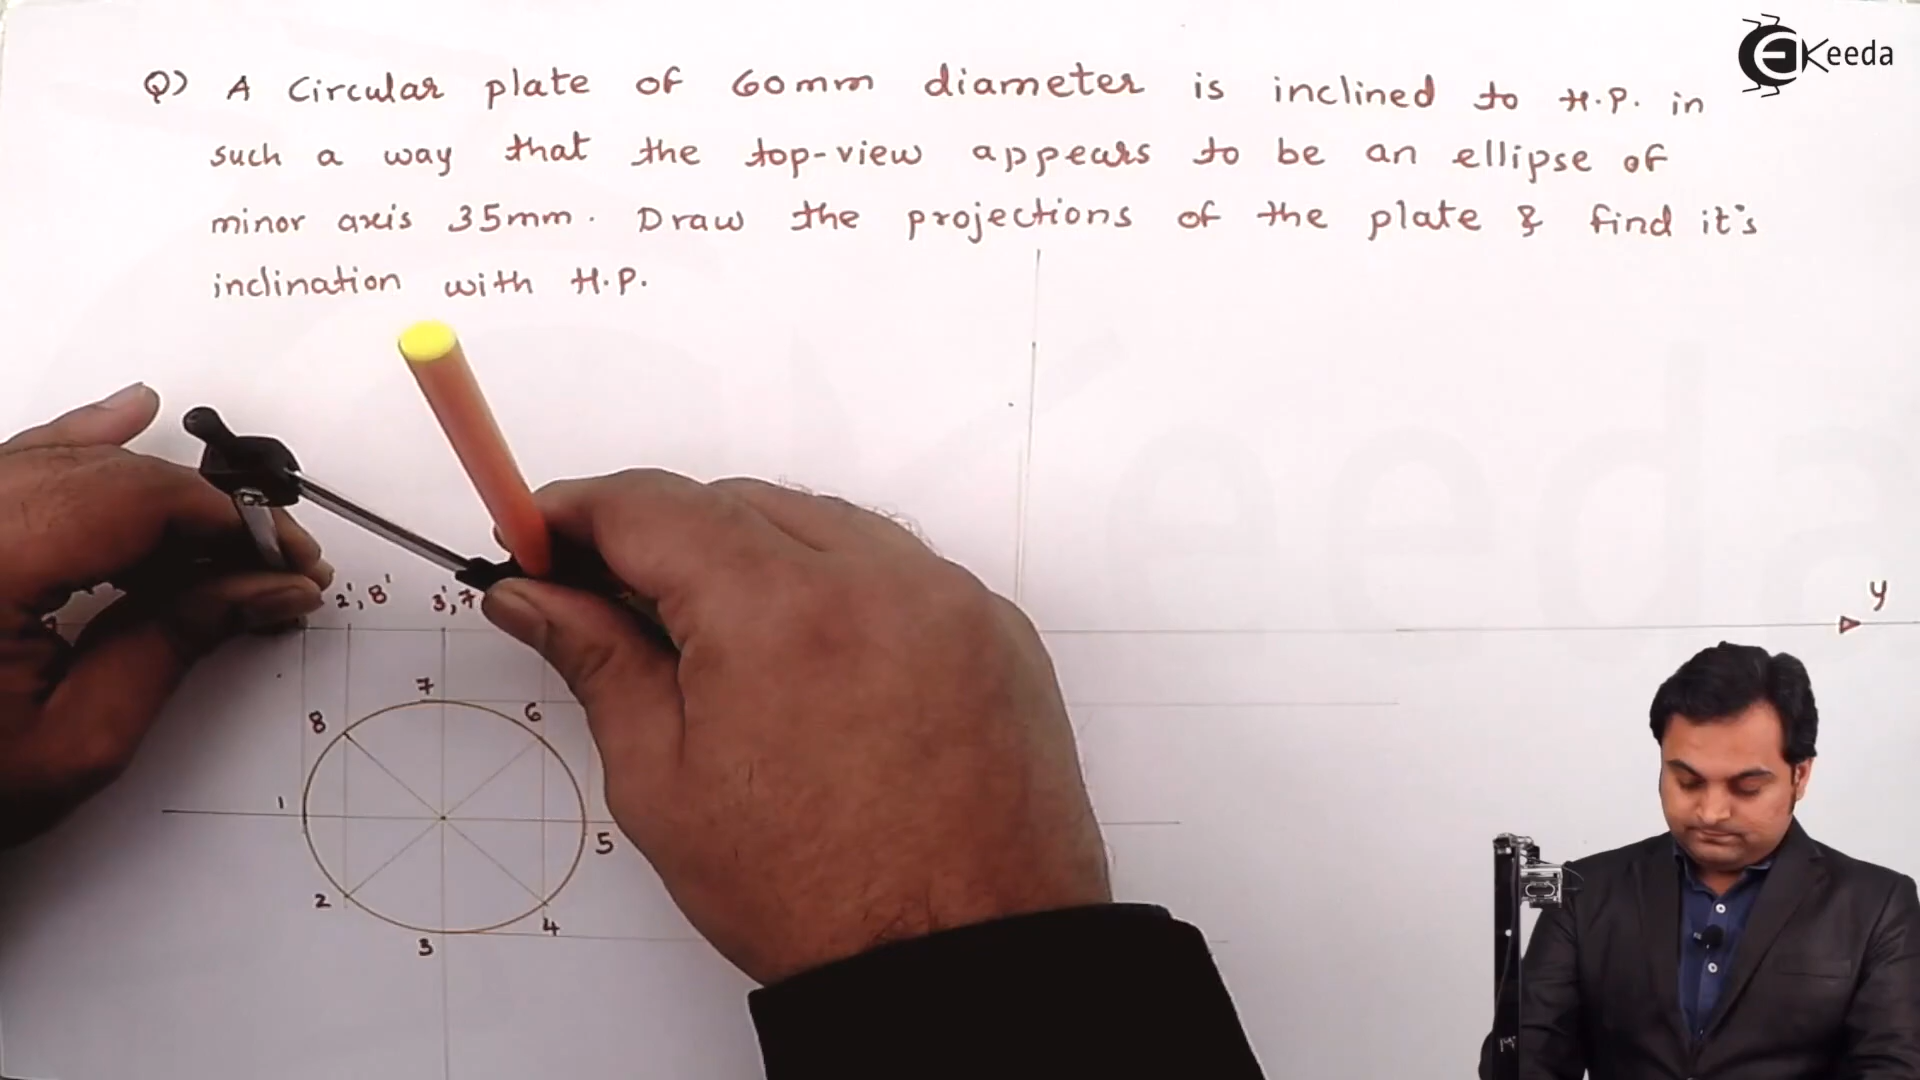 Keeda
Q) A Circular plate of 60mm diameter is inclined to H.P. in
such a way that the top-view appears to be an ellipse of
minor axis 35mm. Draw the projections of the plate & find it's
inclination with H.P.
2', 8' 3', 7
y
7
8 6
1
5
2
4
3